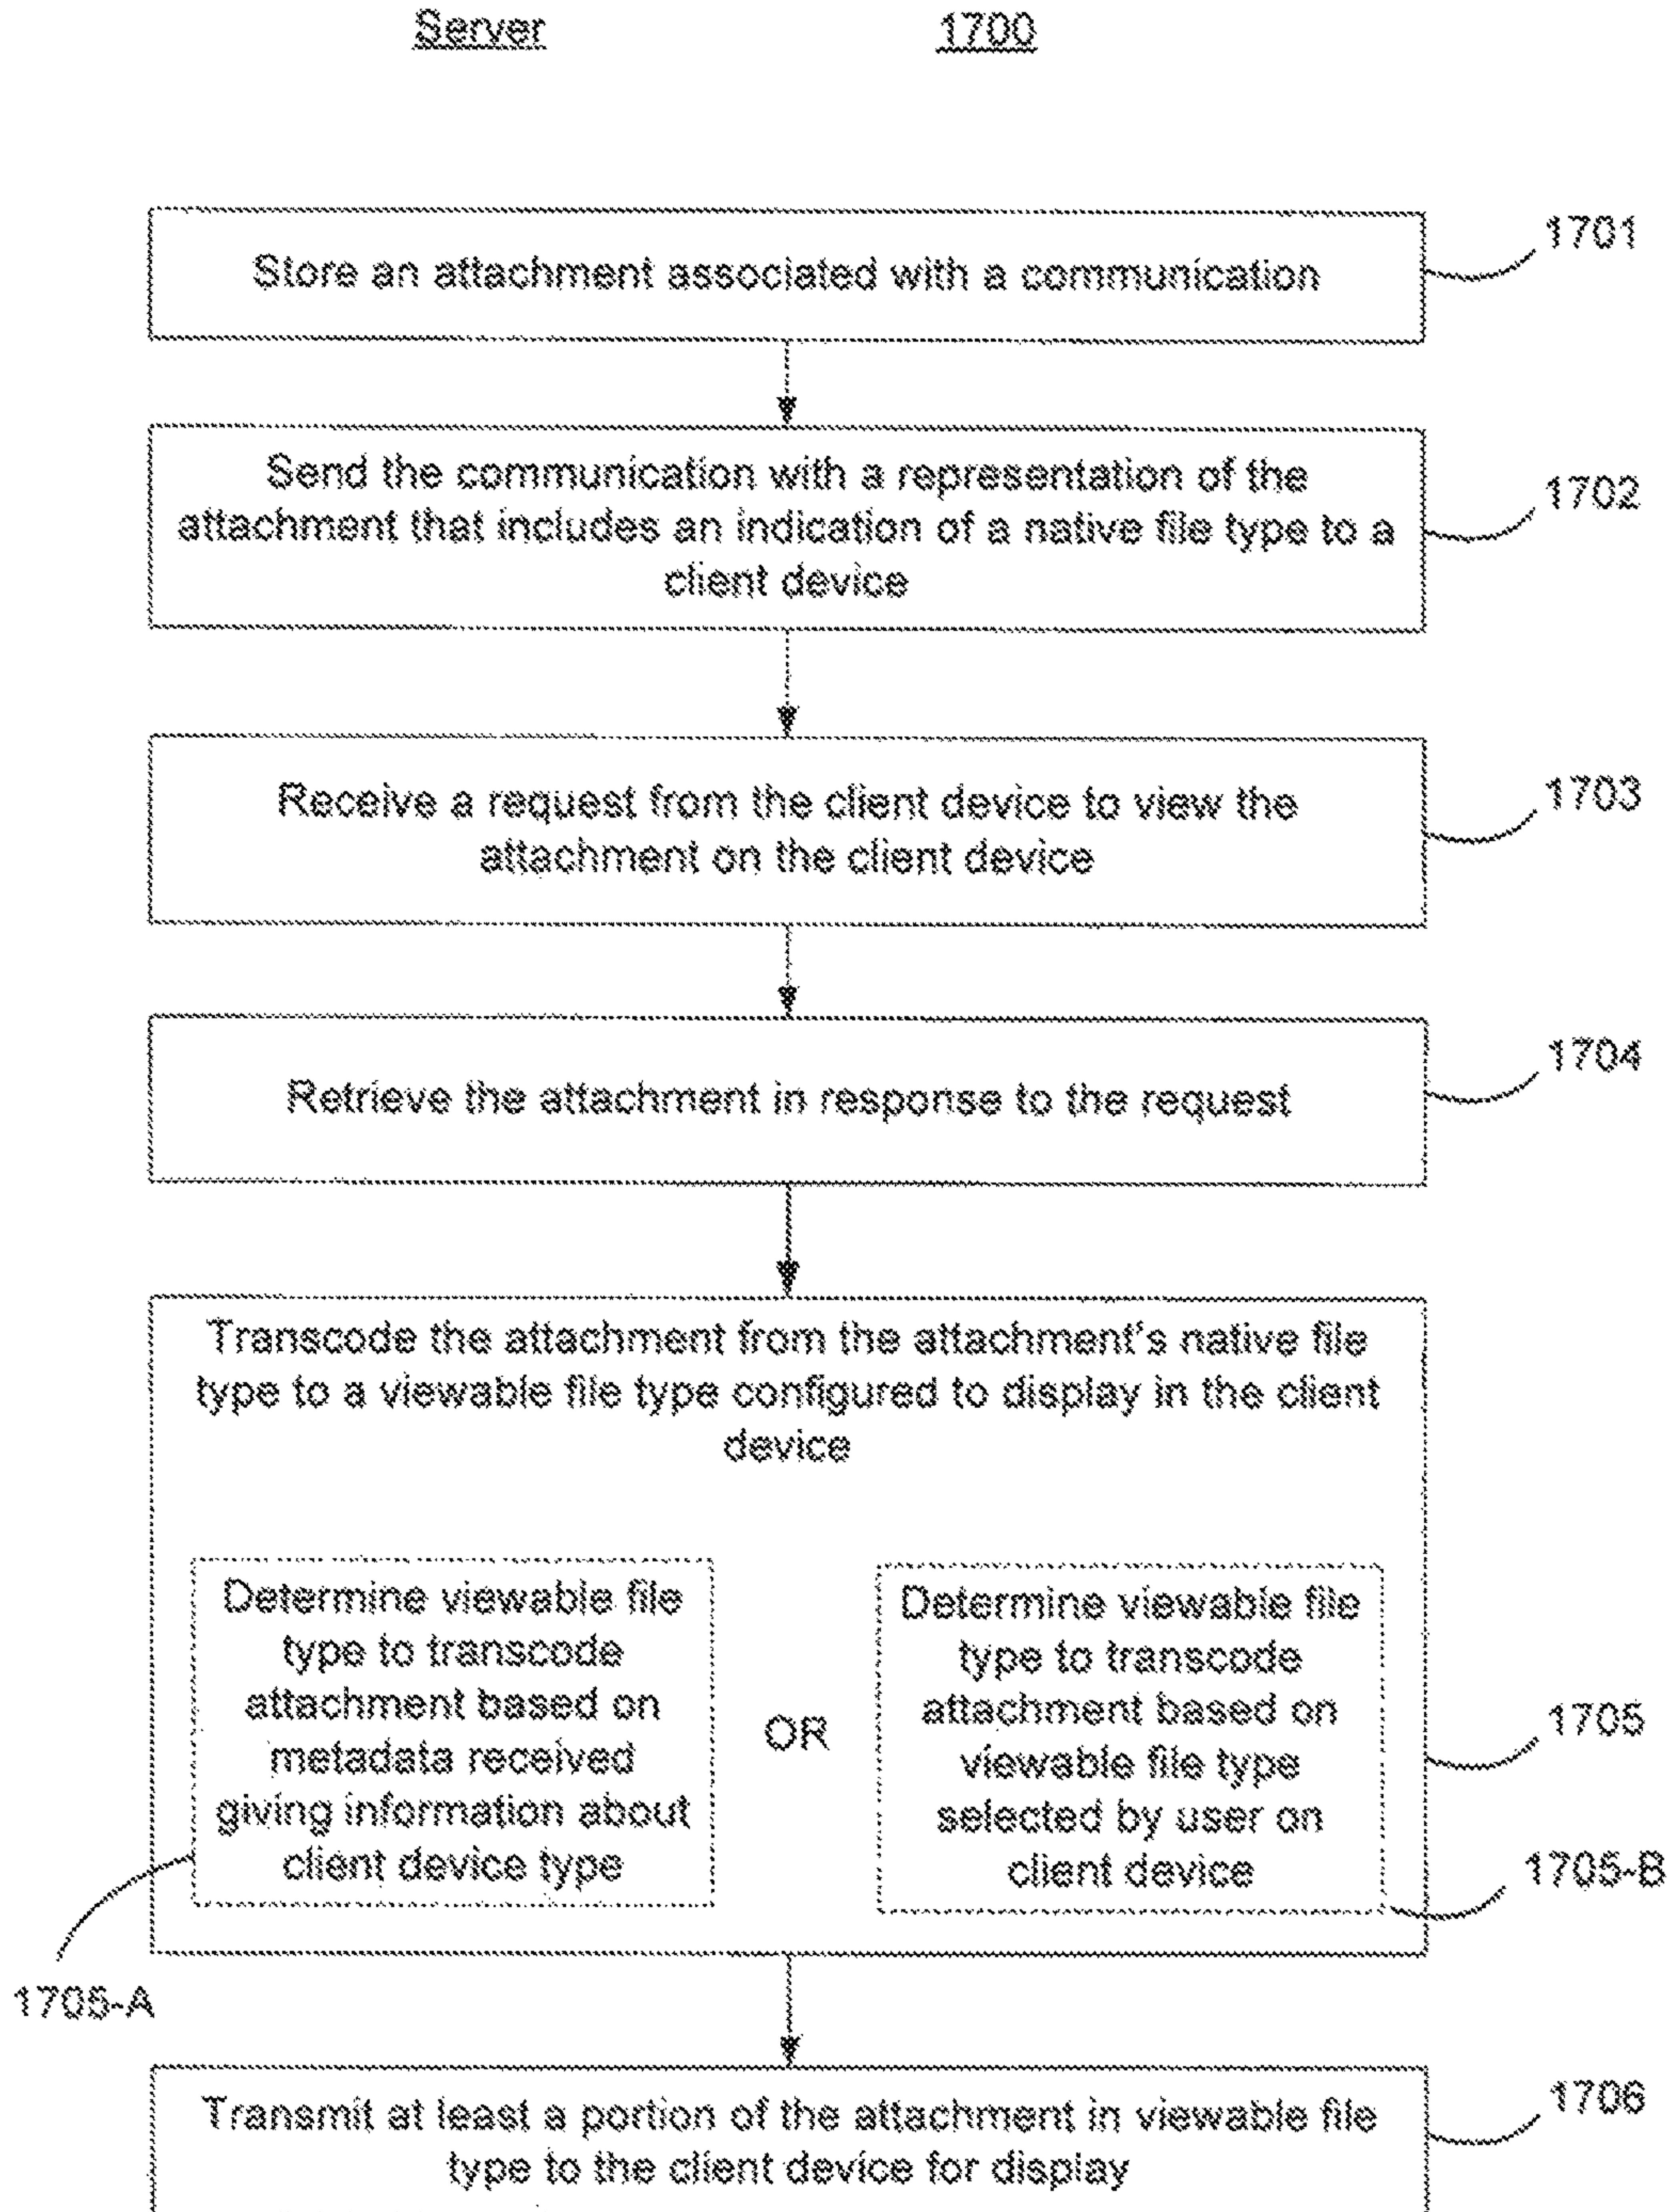 Server 1700
Store an attachment associated with a communication
1701
Send the communication with a representation of the
attachment that includes an indication of a native file type to a
client device
1702
Receive a request from the client device to view the
attachment on the client device
1703
Retrieve the attachment in response to the request
1704
Transcode the attachment from the attachment's native file
type to a viewable file type configured to display in the client
device
Determine viewable file
type to transcode
attachment based on
metadata received
giving information about
client device type
OR
Determine viewable file
type to transcode
attachment based on
viewable file type
selected by user on
client device
1705
1705-B
1705-A
Transmit at least a portion of the attachment in viewable file
type to the client device for display
1706